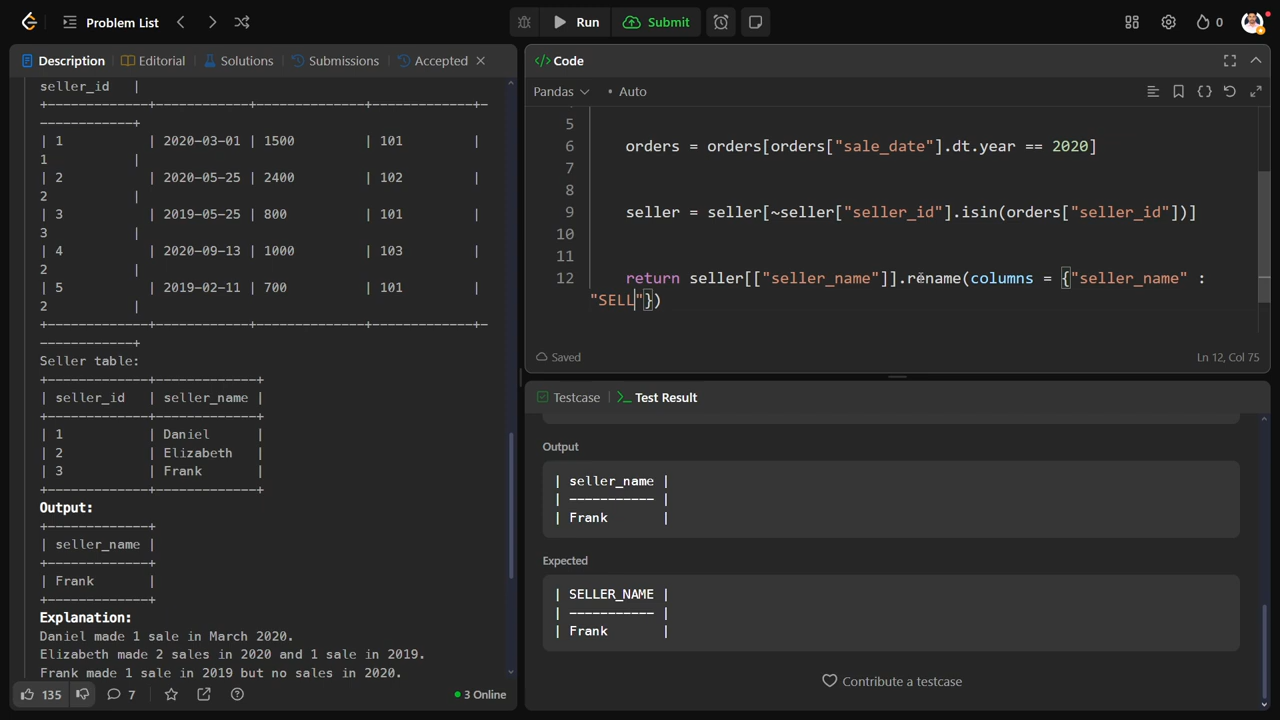 Problem List
Run
Submit
0
Description
Editorial
Solutions
Submissions
Accepted
seller_id |
+------------+------------+--------------+-------------+-
------------+
| 1 | 2020-03-01 | 1500 | 101 |
1 |
| 2 | 2020-05-25 | 2400 | 102 |
2 |
| 3 | 2019-05-25 | 800 | 101 |
3 |
| 4 | 2020-09-13 | 1000 | 103 |
2 |
| 5 | 2019-02-11 | 700 | 101 |
2 |
+------------+------------+--------------+-------------+-
------------+
Seller table:
+------------+-------------+
| seller_id | seller_name |
+------------+-------------+
| 1 | Daniel |
| 2 | Elizabeth |
| 3 | Frank |
+------------+-------------+
Output:
+-------------+
| seller_name |
+-------------+
| Frank |
+-------------+
Explanation:
Daniel made 1 sale in March 2020.
Elizabeth made 2 sales in 2020 and 1 sale in 2019.
Frank made 1 sale in 2019 but no sales in 2020.
135
7
3 Online
</> Code
Pandas
• Auto
5
6 orders = orders[orders["sale_date"].dt.year == 2020]
7
8
9 seller = seller[~seller["seller_id"].isin(orders["seller_id"])]
10
11
12 return seller[["seller_name"]].rename(columns = {"seller_name" :
"SELL"})
Saved
Ln 12, Col 75
Testcase
Test Result
Output
| seller_name |
| ----------- |
| Frank |
Expected
| SELLER_NAME |
| ----------- |
| Frank |
Contribute a testcase